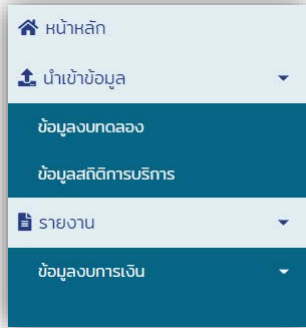 หน้าหลัก
นำเข้าข้อมูล
ข้อมูลงบทดลอง
ข้อมูลสถิติการบริการ
รายงาน
ข้อมูลงบการเงิน